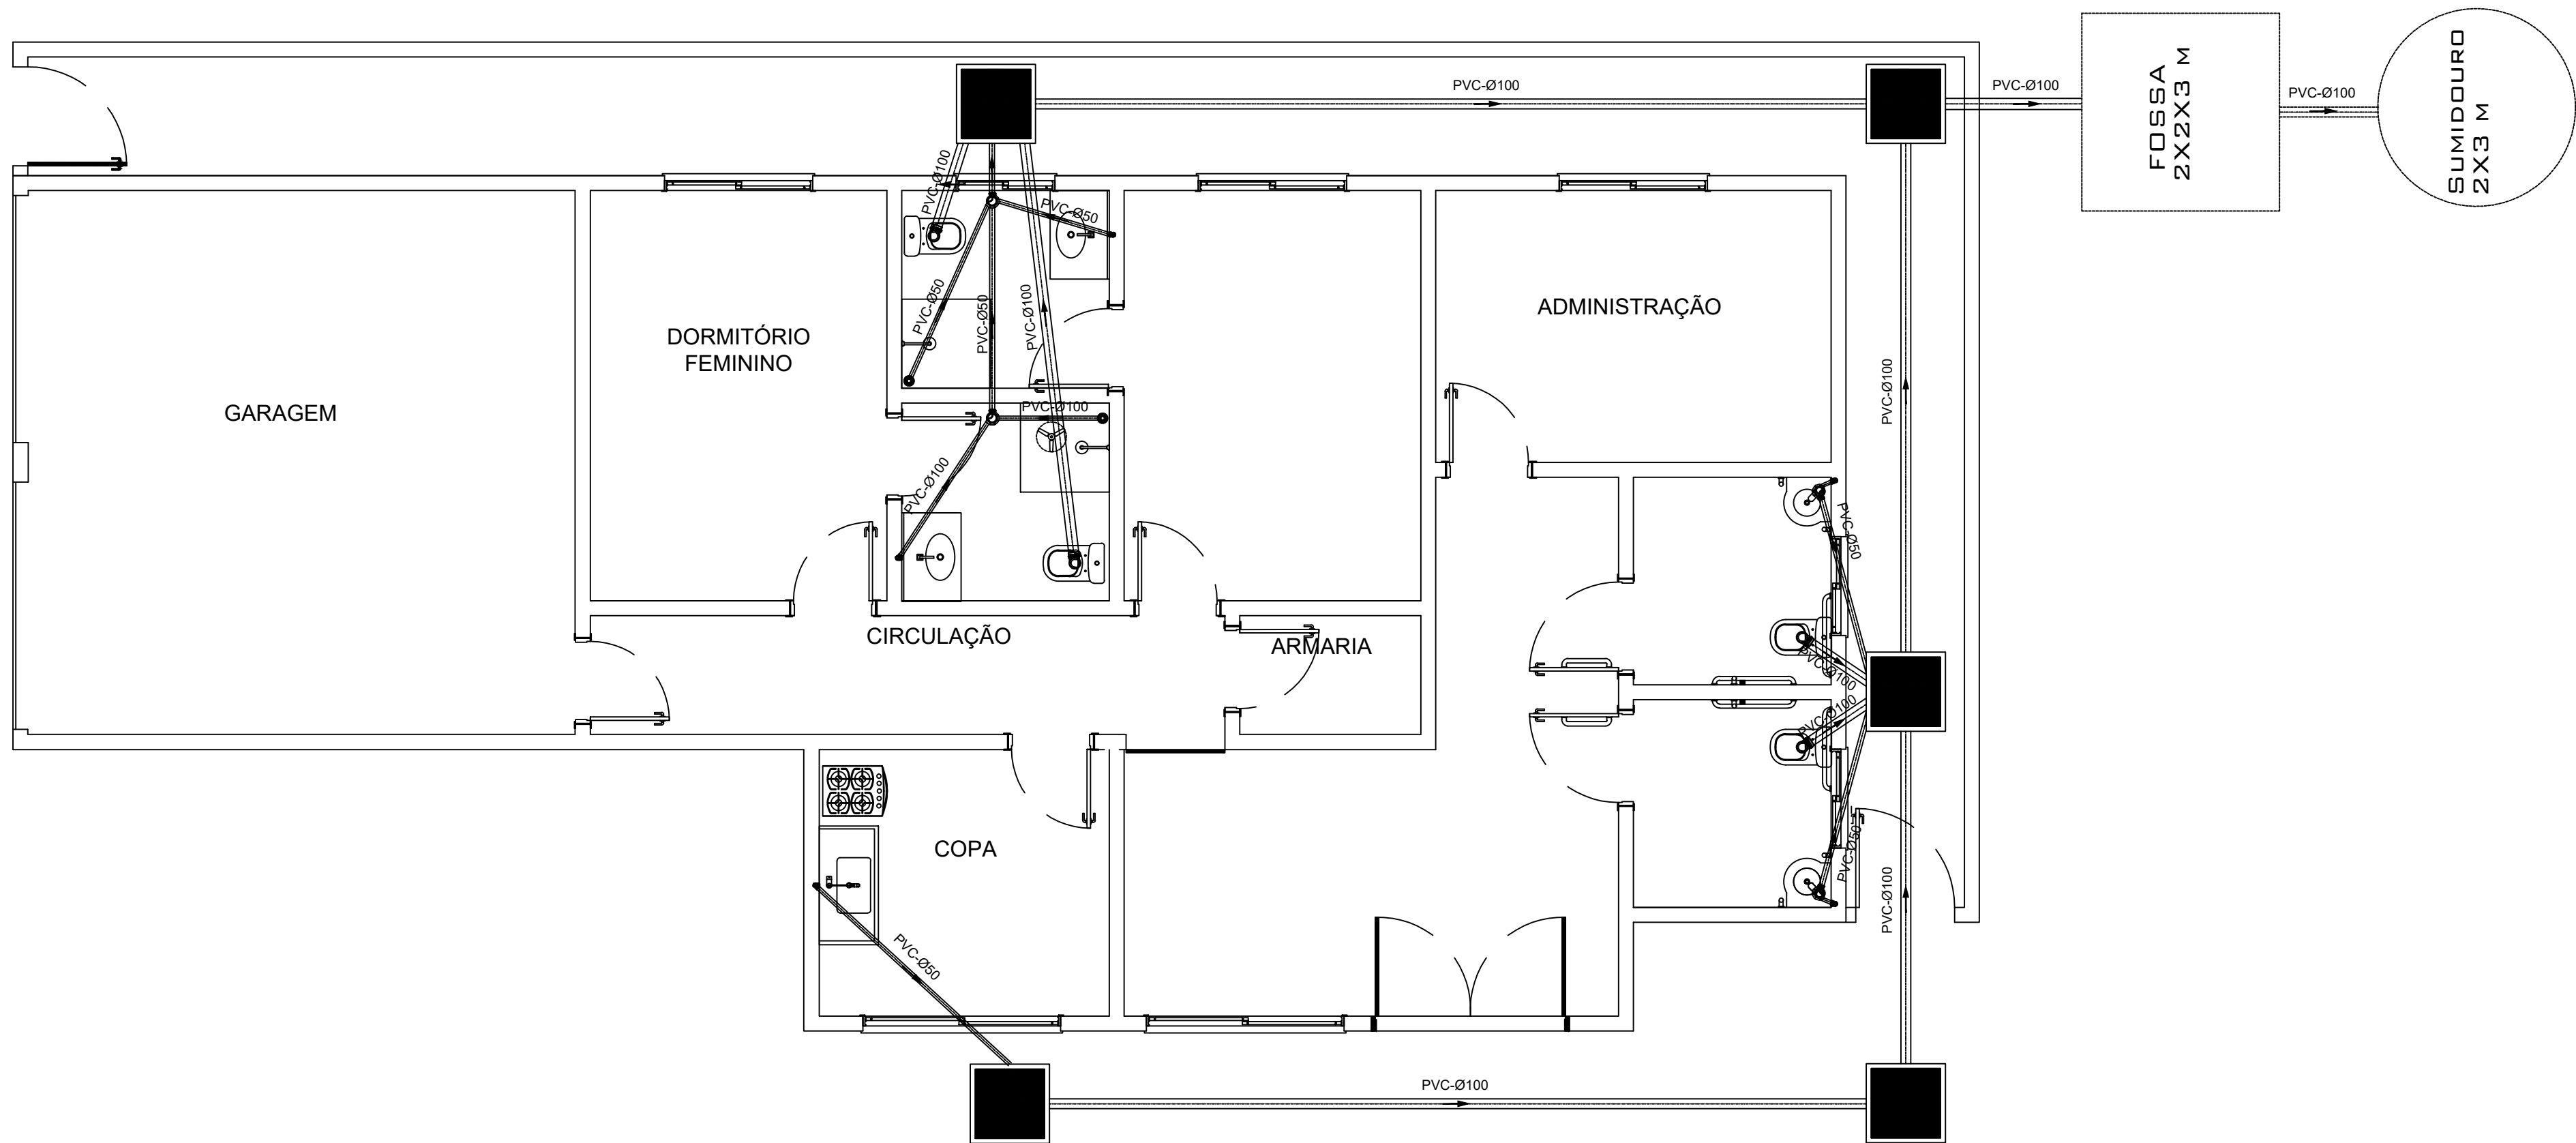 PVC-Ø100
PVC-Ø100
PVC-Ø100
FOSSA
2X2X3 M
SUMIDOURO
2X3 M
PVC-Ø100
PVC-Ø50
PVC-Ø50
PVC-Ø50
PVC-Ø100
DORMITÓRIO
FEMININO
ADMINISTRAÇÃO
GARAGEM
PVC-Ø100
PVC-Ø100
PVC-Ø100
PVC-Ø50
CIRCULAÇÃO
ARMARIA
PVC-Ø100
PVC-Ø100
COPA
PVC-Ø50
PVC-Ø100
PVC-Ø50
PVC-Ø100